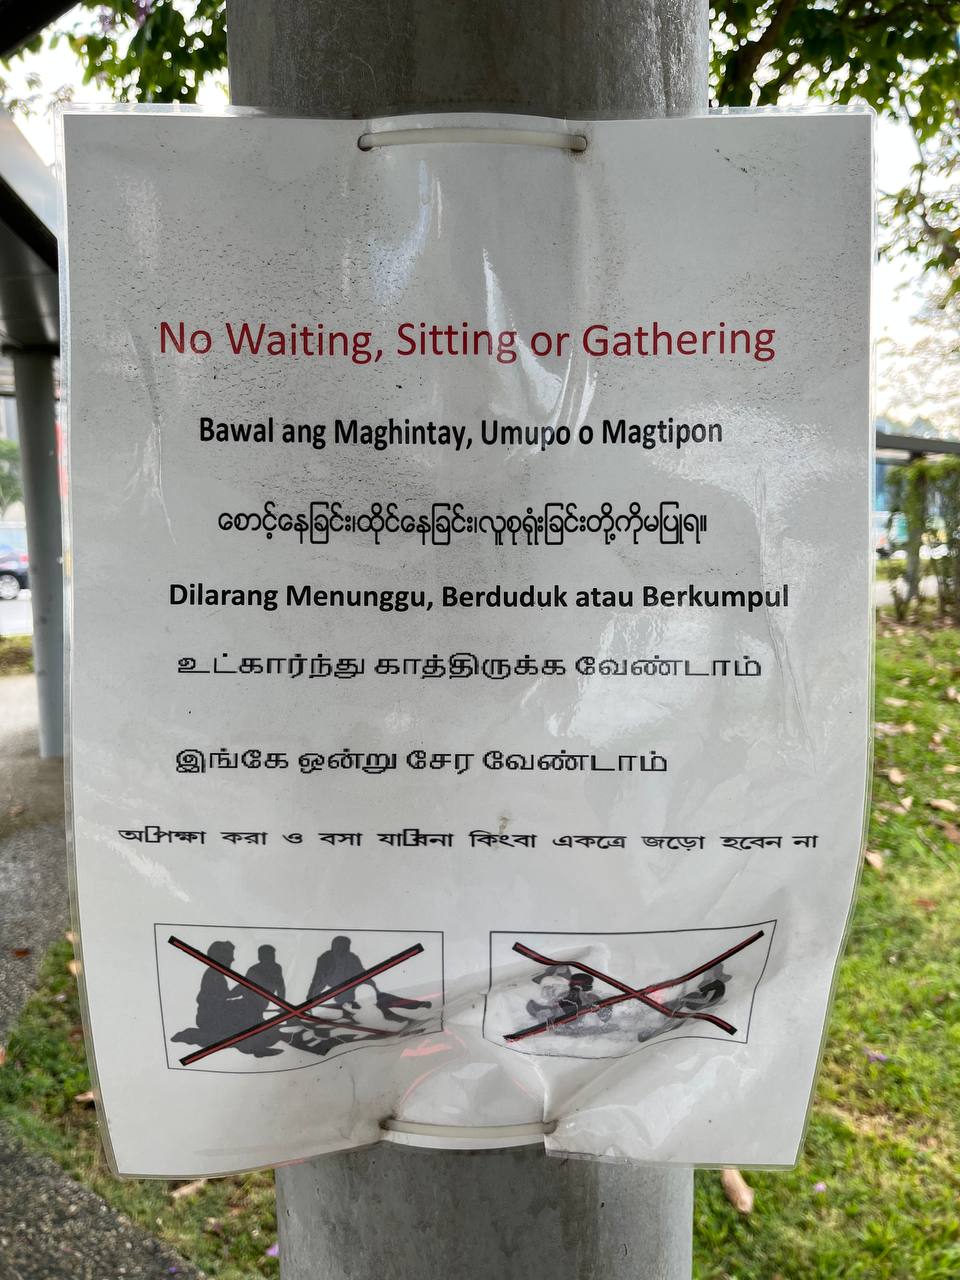 No Waiting, Sitting or Gathering
Bawal ang Maghintay, Umupo o Magtipon
စောင့်နေခြင်း၊ထိုင်နေခြင်း၊လူစုရုံးခြင်းတို့ကိုမပြုရ။
Dilarang Menunggu, Berduduk atau Berkumpul
உட்கார்ந்து காத்திருக்க வேண்டாம்
இங்கே ஒன்று சேர வேண்டாம்
করা ও বসা কিংবা একত্রে জড়ো হবেন না